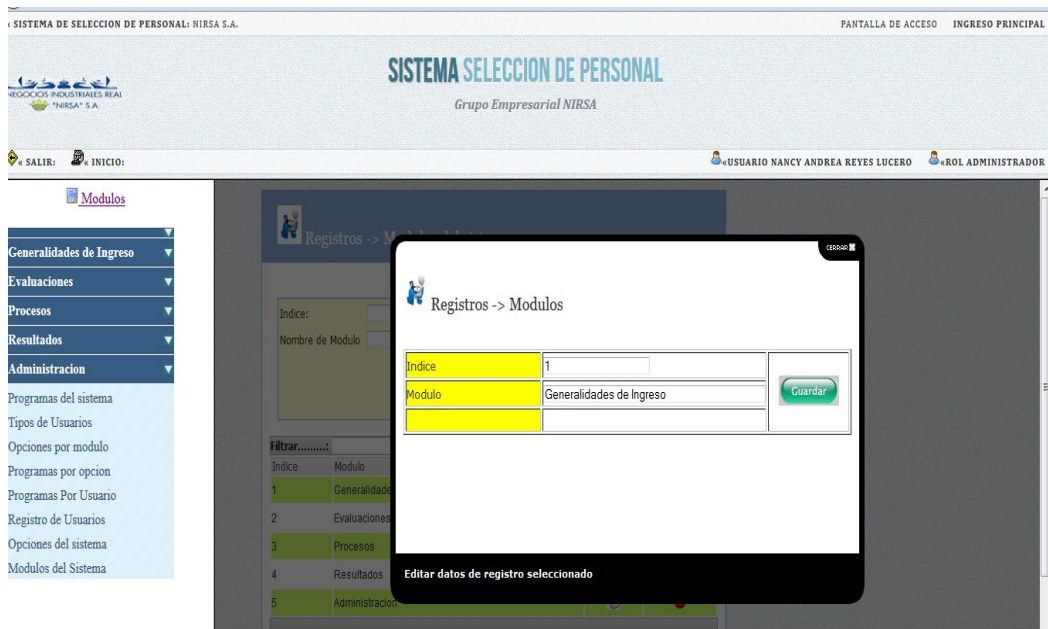 « SISTEMA DE SELECCION DE PERSONAL: NIRSA S.A.
PANTALLA DE ACCESO INGRESO PRINCIPAL
NEGOCIOS INDUSTRIALES REAL
"NIRSA" S.A.
SISTEMA SELECCION DE PERSONAL
Grupo Empresarial NIRSA
« SALIR: « INICIO:
«USUARIO NANCY ANDREA REYES LUCERO «ROL ADMINISTRADOR
Modulos
Generalidades de Ingreso
Evaluaciones
Procesos
Resultados
Administracion
Programas del sistema
Tipos de Usuarios
Opciones por modulo
Programas por opcion
Programas Por Usuario
Registro de Usuarios
Opciones del sistema
Modulos del Sistema
Registros ->
Indice:
Nombre de Modulo
Filtrar.........:
Indice Modulo
1 Generalidade
2 Evaluaciones
3 Procesos
4 Resultados
5 Administracion
CERRAR
Registros -> Modulos
Indice 1
Modulo Generalidades de Ingreso
Guardar
Editar datos de registro seleccionado